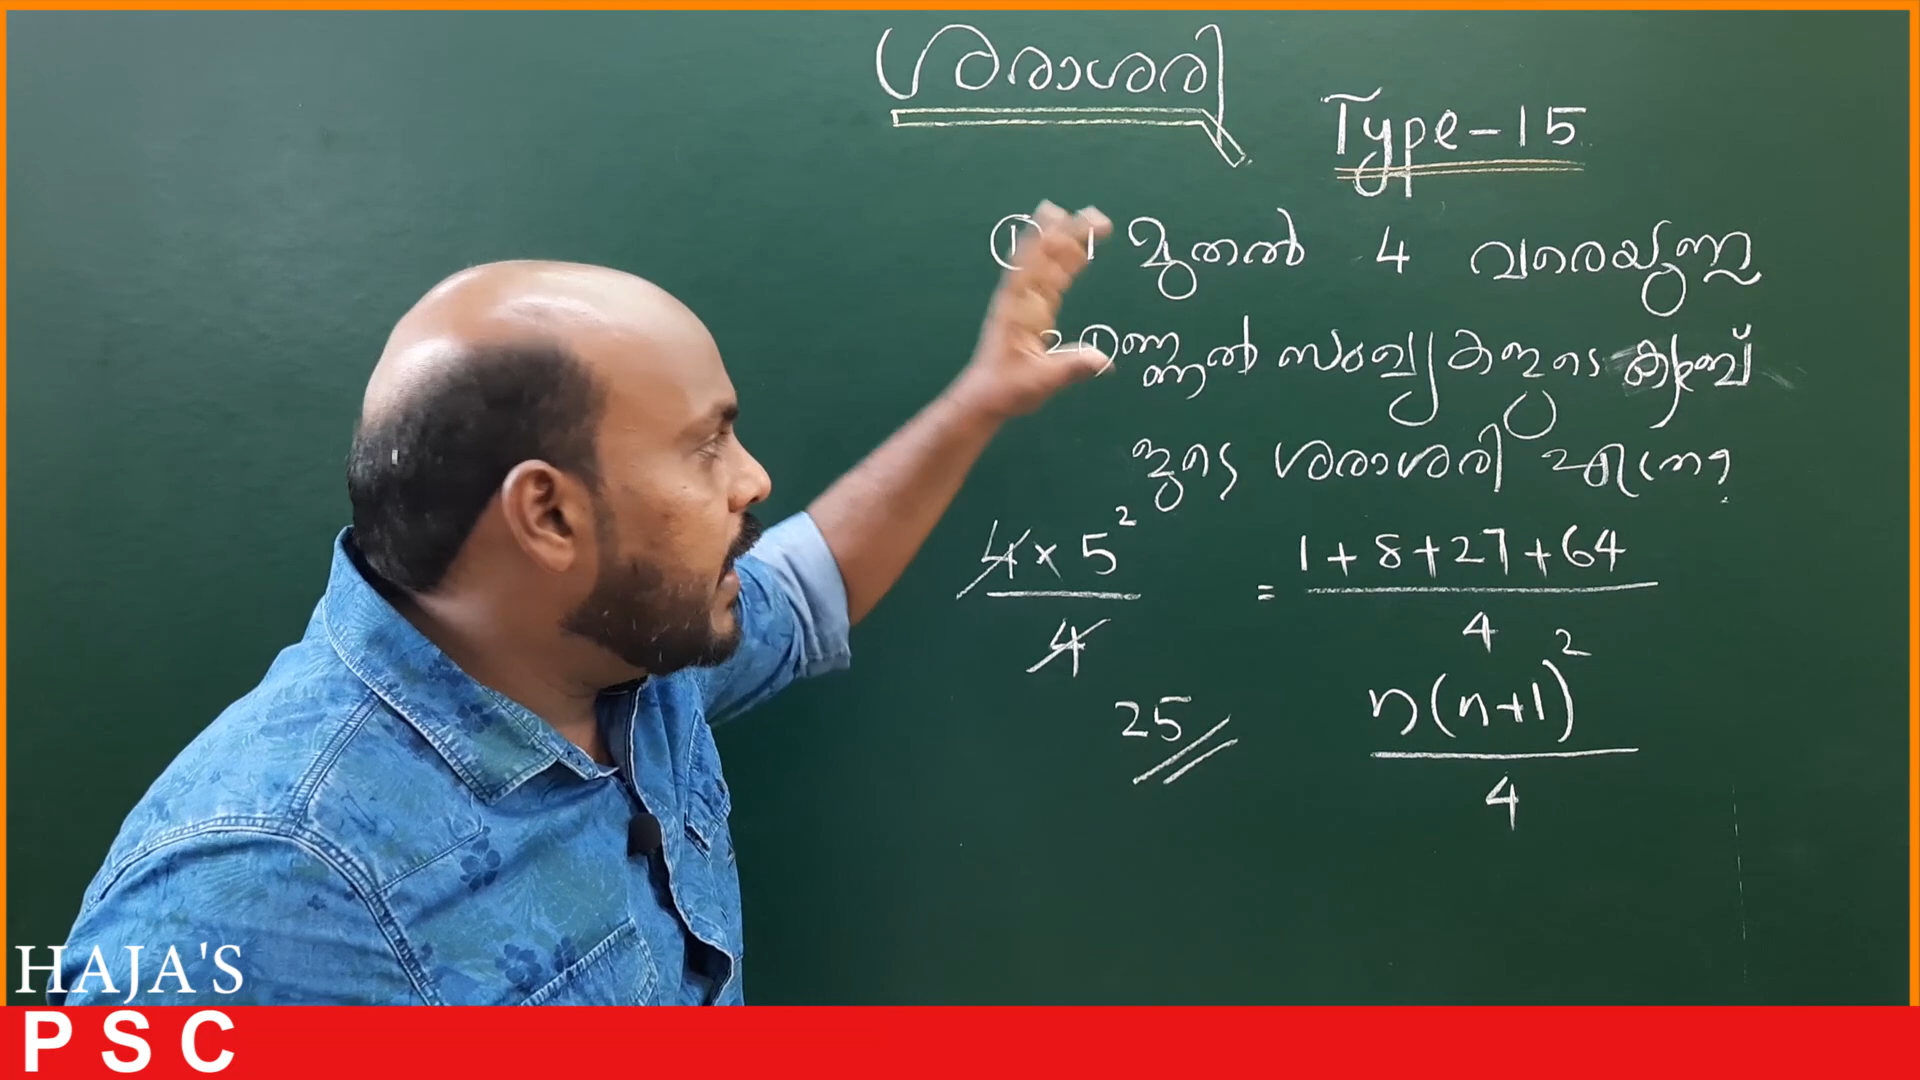 ശരാശരി
Type-15
① 1 മുതൽ 4 വരെയുള്ള
എണ്ണൽ സംഖ്യകളുടെ ക്യൂബ്
ളുടെ ശരാശരി എത്ര?
4 × 5² / 4
= 1 + 8 + 27 + 64 / 4
25
n(n+1)² / 4
HAJA'S
PSC